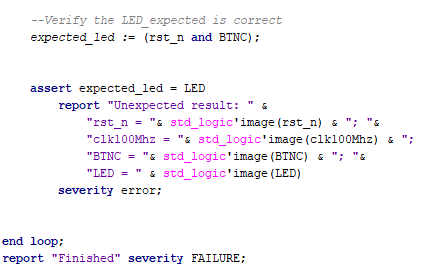 --Verify the LED_expected is correct
expected_led := (rst_n and BTNC);
assert expected_led = LED
report "Unexpected result: " &
"rst_n = "& std_logic'image(rst_n) & "; "&
"clk100Mhz = "& std_logic'image(clk100Mhz) & ";
"BTNC = "& std_logic'image(BTNC) & "; "&
"LED = " & std_logic'image(LED)
severity error;
end loop;
report "Finished" severity FAILURE;